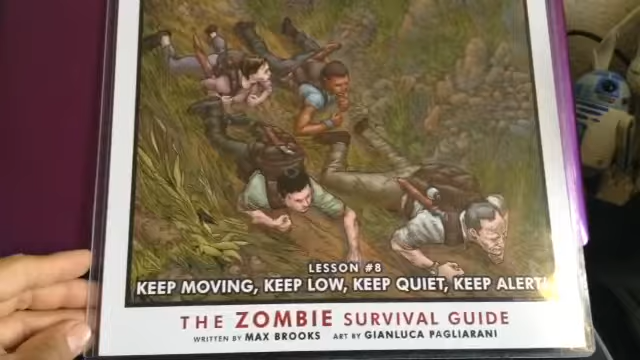 LESSON #8
KEEP MOVING, KEEP LOW, KEEP QUIET, KEEP ALERT!
THE ZOMBIE SURVIVAL GUIDE
WRITTEN BY MAX BROOKS ART BY GIANLUCA PAGLIARANI